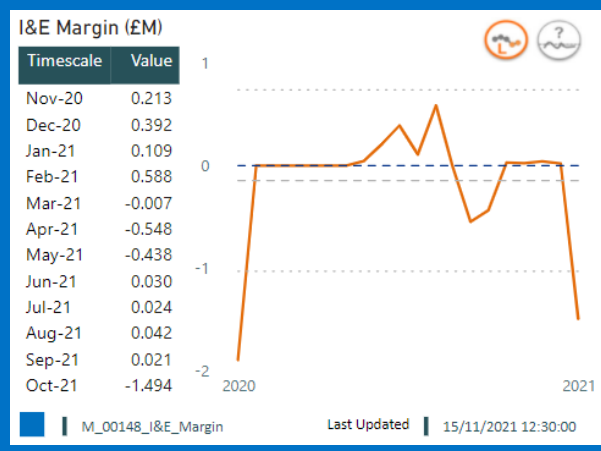 I&E Margin (£M)
Timescale Value
Nov-20 0.213
Dec-20 0.392
Jan-21 0.109
Feb-21 0.588
Mar-21 -0.007
Apr-21 -0.548
May-21 -0.438
Jun-21 0.030
Jul-21 0.024
Aug-21 0.042
Sep-21 0.021
Oct-21 -1.494
L
?
1
0
-1
-2
2020 2021
M_00148_I&E_Margin
Last Updated
15/11/2021 12:30:00